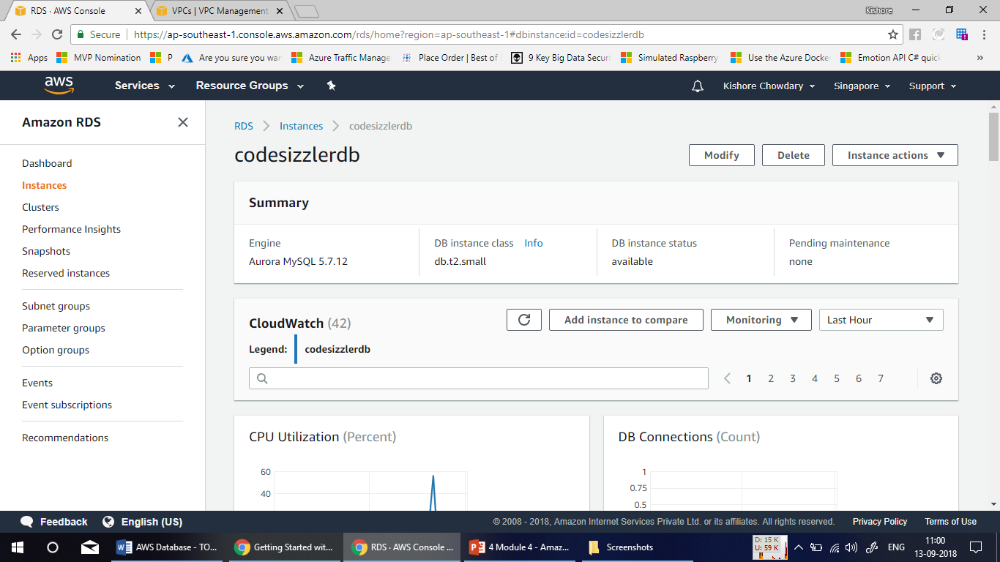 RDS · AWS Console
VPCs | VPC Management
Kishore
Secure
https://ap-southeast-1.console.aws.amazon.com/rds/home?region=ap-southeast-1#dbinstance:id=codesizzlerdb
Apps
MVP Nomination
P
Are you sure you wan
Azure Traffic Manage
Place Order | Best of
9 Key Big Data Securi
Simulated Raspberry
Use the Azure Docke
Emotion API C# quick
»
aws
Services
Resource Groups
Kishore Chowdary
Singapore
Support
Amazon RDS
Dashboard
Instances
Clusters
Performance Insights
Snapshots
Reserved instances
Subnet groups
Parameter groups
Option groups
Events
Event subscriptions
Recommendations
RDS
Instances
codesizzlerdb
codesizzlerdb
Modify
Delete
Instance actions
Summary
Engine
Aurora MySQL 5.7.12
DB instance class Info
db.t2.small
DB instance status
available
Pending maintenance
none
CloudWatch (42)
Add instance to compare
Monitoring
Last Hour
Legend: codesizzlerdb
1 2 3 4 5 6 7
CPU Utilization (Percent)
60
40
DB Connections (Count)
1
0.75
0.5
Feedback
English (US)
© 2008 - 2018, Amazon Internet Services Private Ltd. or its affiliates. All rights reserved.
Privacy Policy
Terms of Use
AWS Database - TO...
Getting Started wit...
RDS · AWS Console ...
4 Module 4 - Amaz...
Screenshots
D: 15 K
U: 59 K
ENG
11:00
13-09-2018